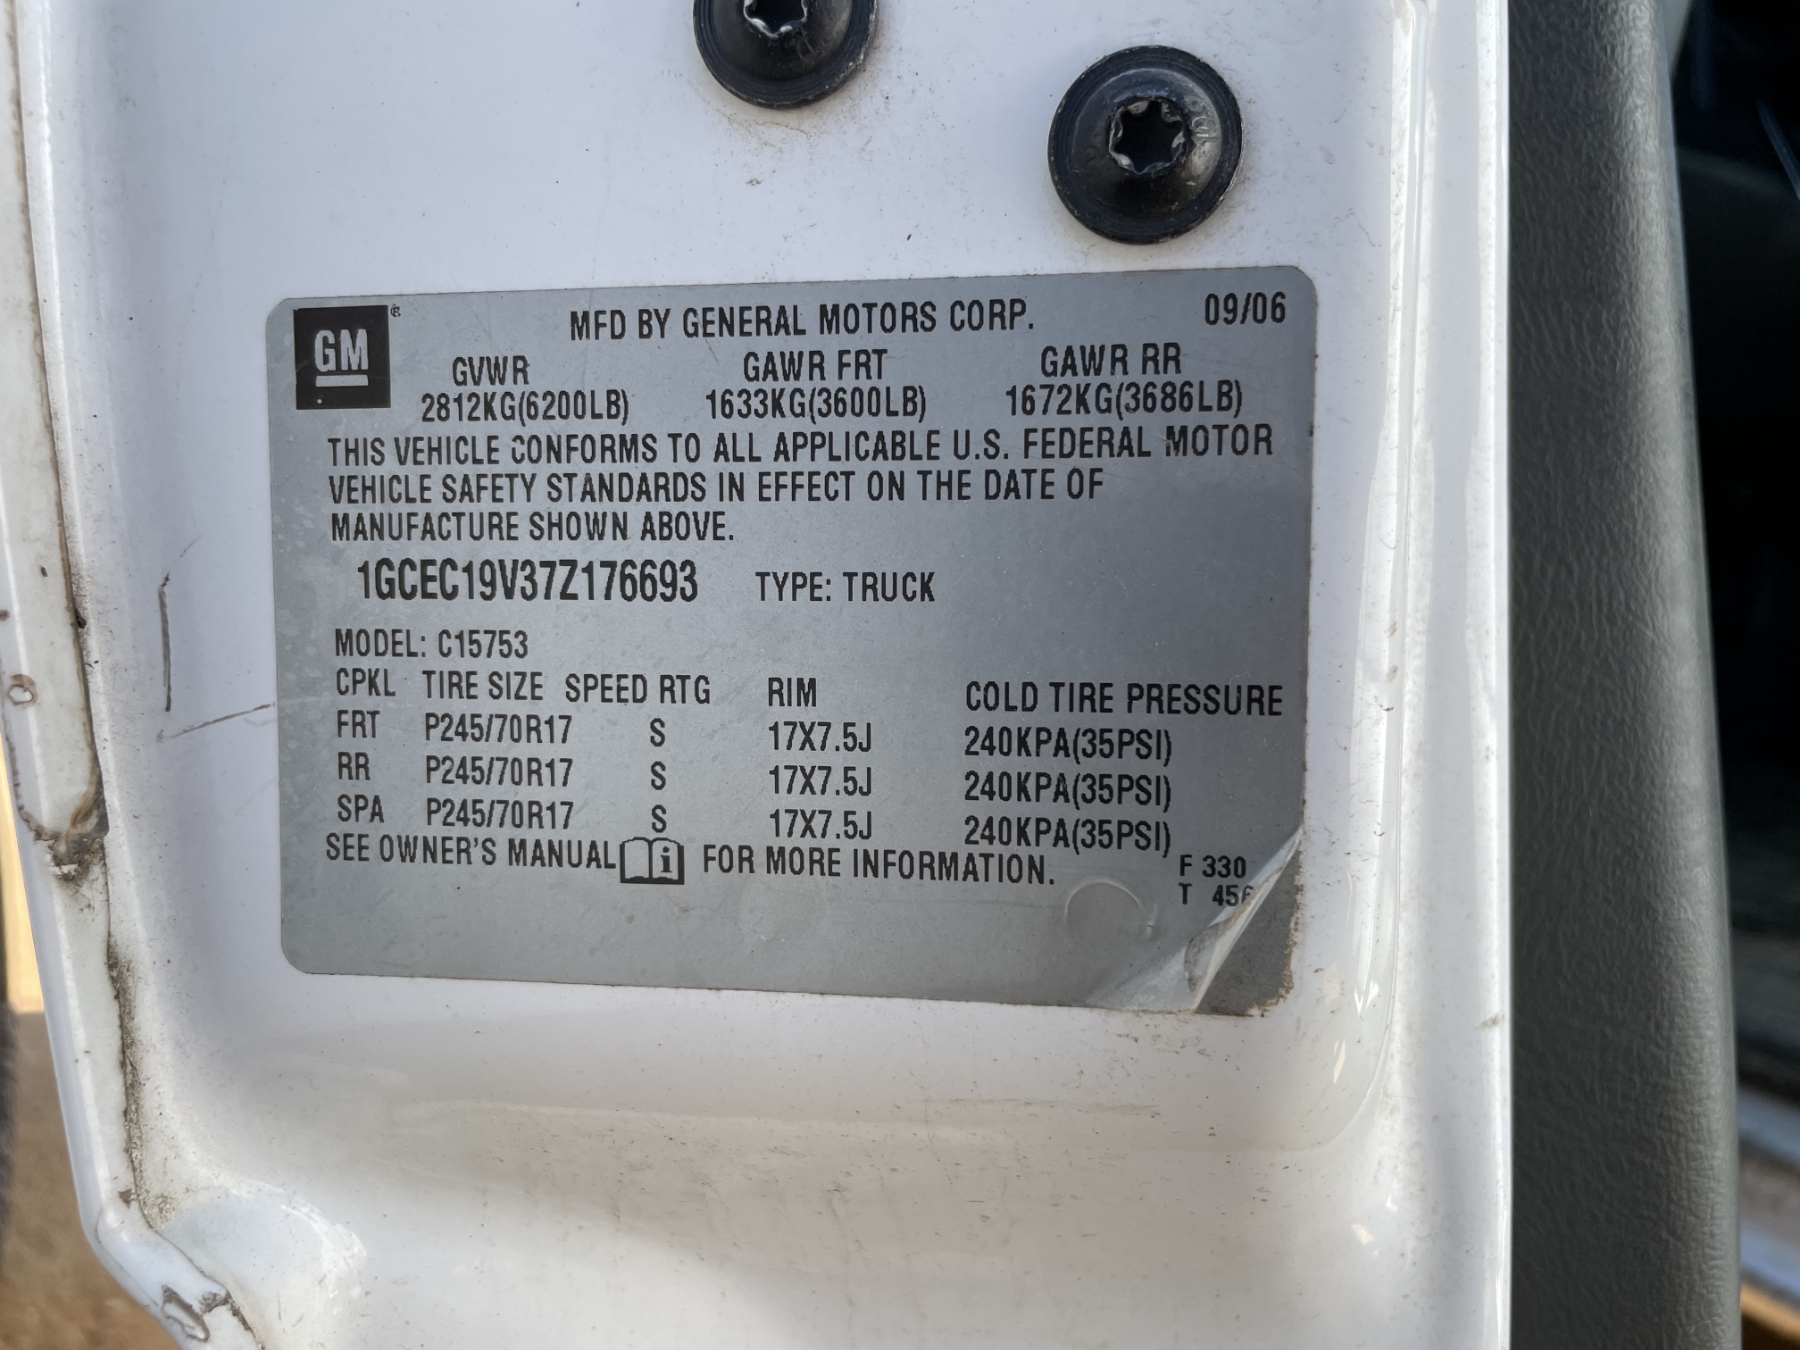 GM ®
MFD BY GENERAL MOTORS CORP. 09/06
GVWR GAWR FRT GAWR RR
2812KG(6200LB) 1633KG(3600LB) 1672KG(3686LB)
THIS VEHICLE CONFORMS TO ALL APPLICABLE U.S. FEDERAL MOTOR
VEHICLE SAFETY STANDARDS IN EFFECT ON THE DATE OF
MANUFACTURE SHOWN ABOVE.
1GCEC19V37Z176693 TYPE: TRUCK
MODEL: C15753
CPKL TIRE SIZE SPEED RTG RIM COLD TIRE PRESSURE
FRT P245/70R17 S 17X7.5J 240KPA(35PSI)
RR P245/70R17 S 17X7.5J 240KPA(35PSI)
SPA P245/70R17 S 17X7.5J 240KPA(35PSI)
SEE OWNER'S MANUAL i FOR MORE INFORMATION.
F 330
T